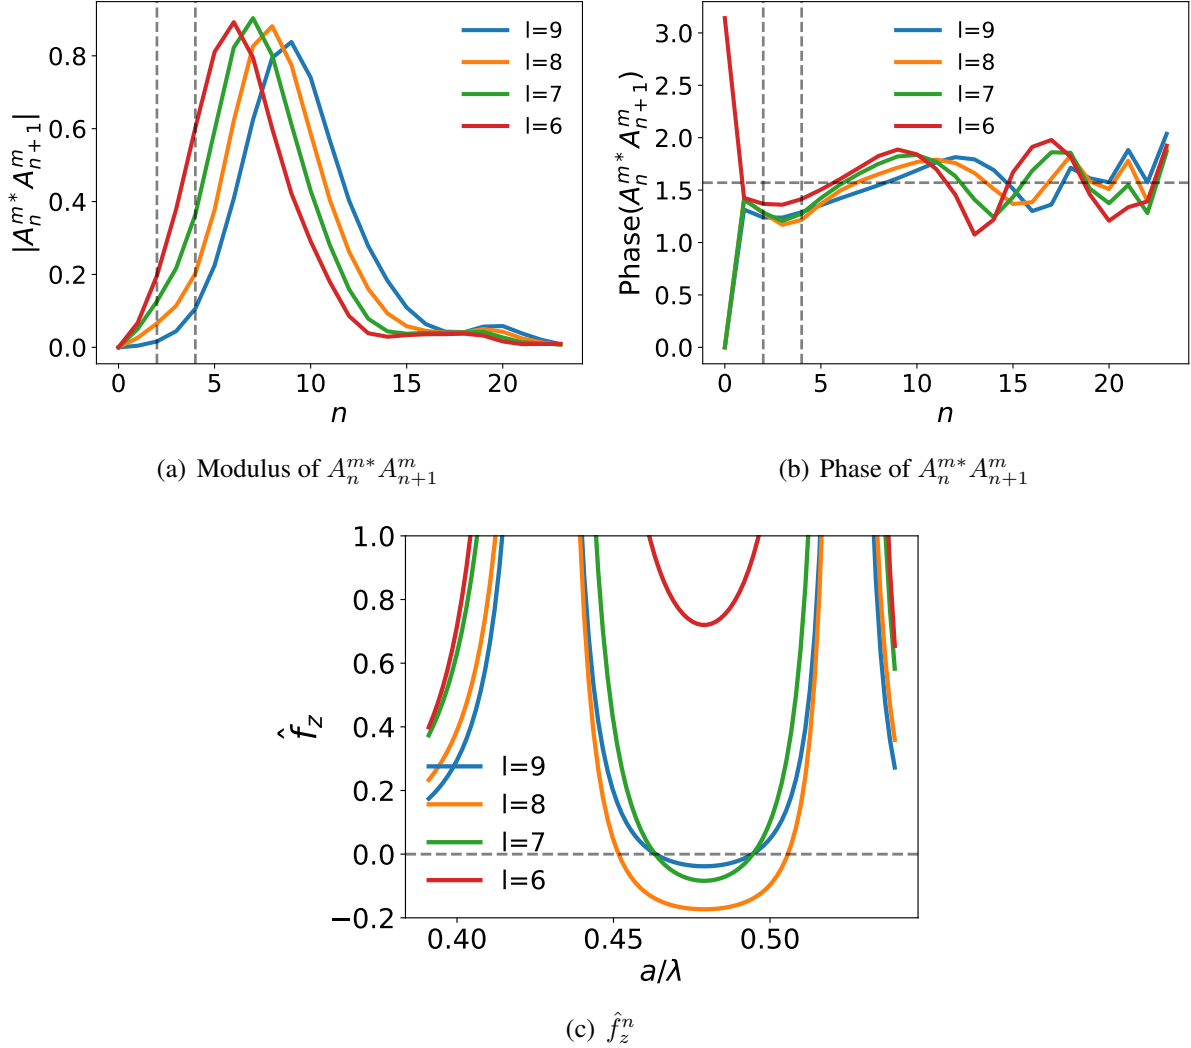 |A_n^{m*} A_{n+1}^m|
0.8
0.6
0.4
0.2
0.0
0 5 10 15 20
n
l=9
l=8
l=7
l=6
(a) Modulus of A_n^{m*} A_{n+1}^m
Phase(A_n^{m*} A_{n+1}^m)
3.0
2.5
2.0
1.5
1.0
0.5
0.0
0 5 10 15 20
n
l=9
l=8
l=7
l=6
(b) Phase of A_n^{m*} A_{n+1}^m
f̂_z
1.0
0.8
0.6
0.4
0.2
0.0
−0.2
0.40 0.45 0.50
a/λ
l=9
l=8
l=7
l=6
(c) f̂_z^n